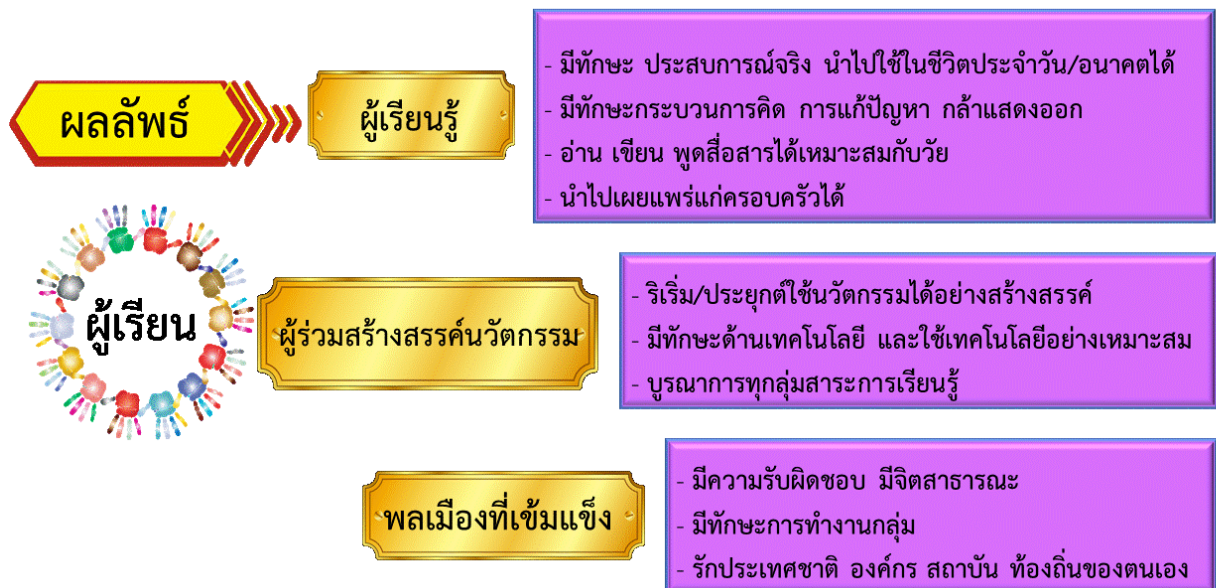 ผลลัพธ์
ผู้เรียนรู้
- มีทักษะ ประสบการณ์จริง นำไปใช้ในชีวิตประจำวัน/อนาคตได้
- มีทักษะกระบวนการคิด การแก้ปัญหา กล้าแสดงออก
- อ่าน เขียน พูดสื่อสารได้เหมาะสมกับวัย
- นำไปเผยแพร่แก่ครอบครัวได้
ผู้เรียน
ผู้ร่วมสร้างสรรค์นวัตกรรม
- ริเริ่ม/ประยุกต์ใช้นวัตกรรมได้อย่างสร้างสรรค์
- มีทักษะด้านเทคโนโลยี และใช้เทคโนโลยีอย่างเหมาะสม
- บูรณาการทุกลุ่มสาระการเรียนรู้
พลเมืองที่เข้มแข็ง
- มีความรับผิดชอบ มีจิตสาธารณะ
- มีทักษะการทำงานกลุ่ม
- รักประเทศชาติ องค์กร สถาบัน ท้องถิ่นของตนเอง